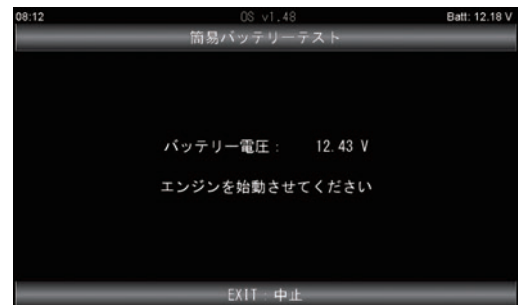 08:12 OS v1.48 Batt: 12.18 V
簡易バッテリーテスト
バッテリー電圧： 12.43 V
エンジンを始動させてください
EXIT：中止